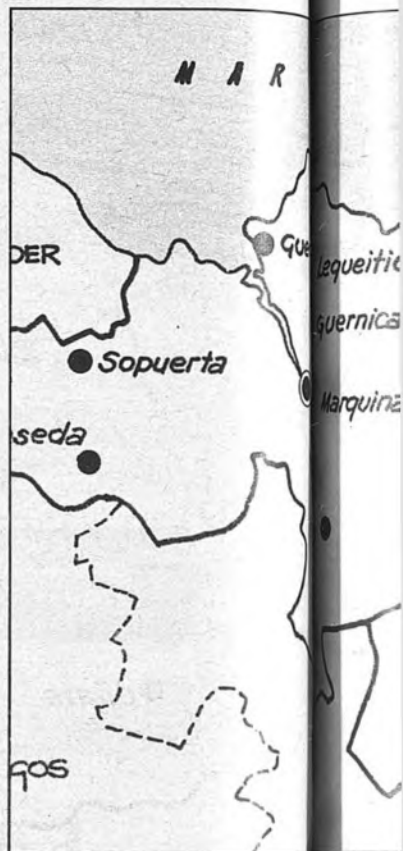 M A R
DER
Gue
Lequeitio
Guernica
Sopuerta
Marquina
seda
GOS